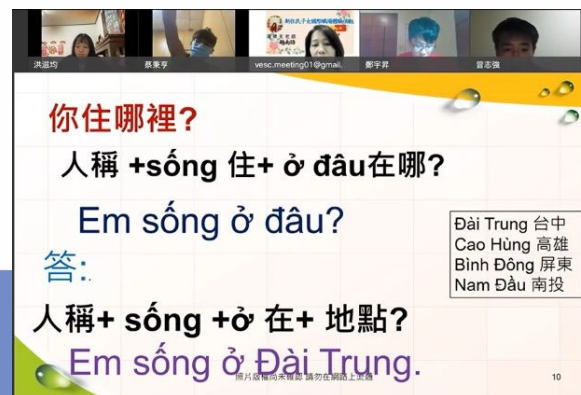 洪滋均
蔡秉亨
vesc.meeting01@gmail.
鄭宇昇
曾志強
你住哪裡?
人稱 +sống 住+ ở đâu在哪?
Em sống ở đâu?
Đài Trung 台中
Cao Hùng 高雄
Bình Đông 屏東
Nam Đầu 南投
答:.
人稱+ sống +ở 在+ 地點?
Em sống ở Đài Trung.
10